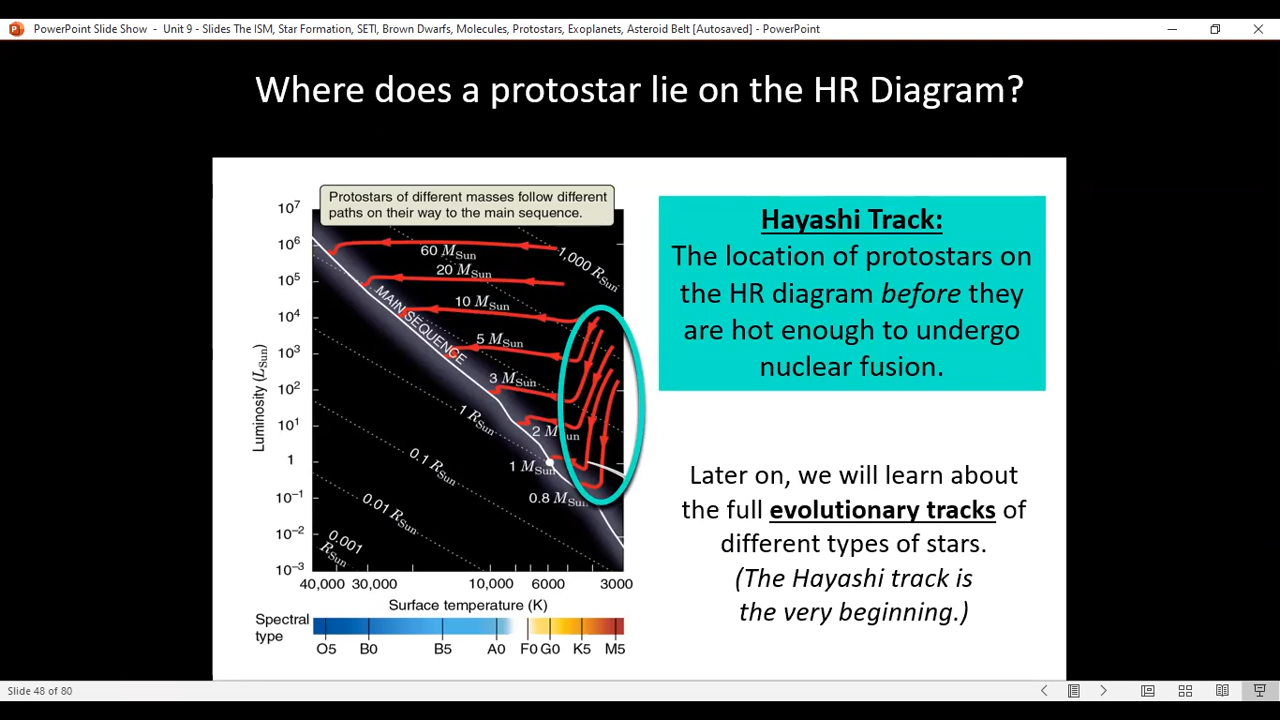 PowerPoint Slide Show - Unit 9 - Slides The ISM, Star Formation, SETI, Brown Dwarfs, Molecules, Protostars, Exoplanets, Asteroid Belt [Autosaved] - PowerPoint
Where does a protostar lie on the HR Diagram?
Protostars of different masses follow different
paths on their way to the main sequence.
Luminosity (L_Sun)
10⁷
10⁶
10⁵
10⁴
10³
10²
10¹
1
10⁻¹
10⁻²
10⁻³
60 M_Sun
20 M_Sun
10 M_Sun
5 M_Sun
3 M_Sun
2 M_Sun
1 M_Sun
0.8 M_Sun
MAIN SEQUENCE
1,000 R_Sun
1 R_Sun
0.1 R_Sun
0.01 R_Sun
0.001
R_Sun
40,000 30,000 10,000 6000 3000
Surface temperature (K)
Spectral
type
O5 B0 B5 A0 F0 G0 K5 M5
Hayashi Track:
The location of protostars on
the HR diagram before they
are hot enough to undergo
nuclear fusion.
Later on, we will learn about
the full evolutionary tracks of
different types of stars.
(The Hayashi track is
the very beginning.)
Slide 48 of 80